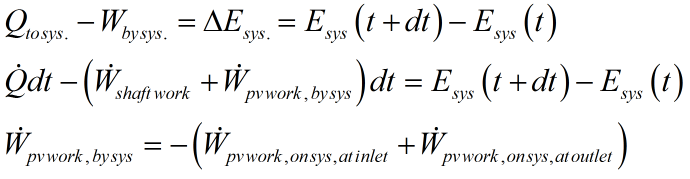 Q_{to sys.} − W_{by sys.} = ΔE_{sys.} = E_{sys} (t + dt) − E_{sys} (t)
Q̇dt − (Ẇ_{shaft work} + Ẇ_{pv work, by sys}) dt = E_{sys} (t + dt) − E_{sys} (t)
Ẇ_{pv work, by sys} = −(Ẇ_{pv work, on sys, at inlet} + Ẇ_{pv work, on sys, at outlet})